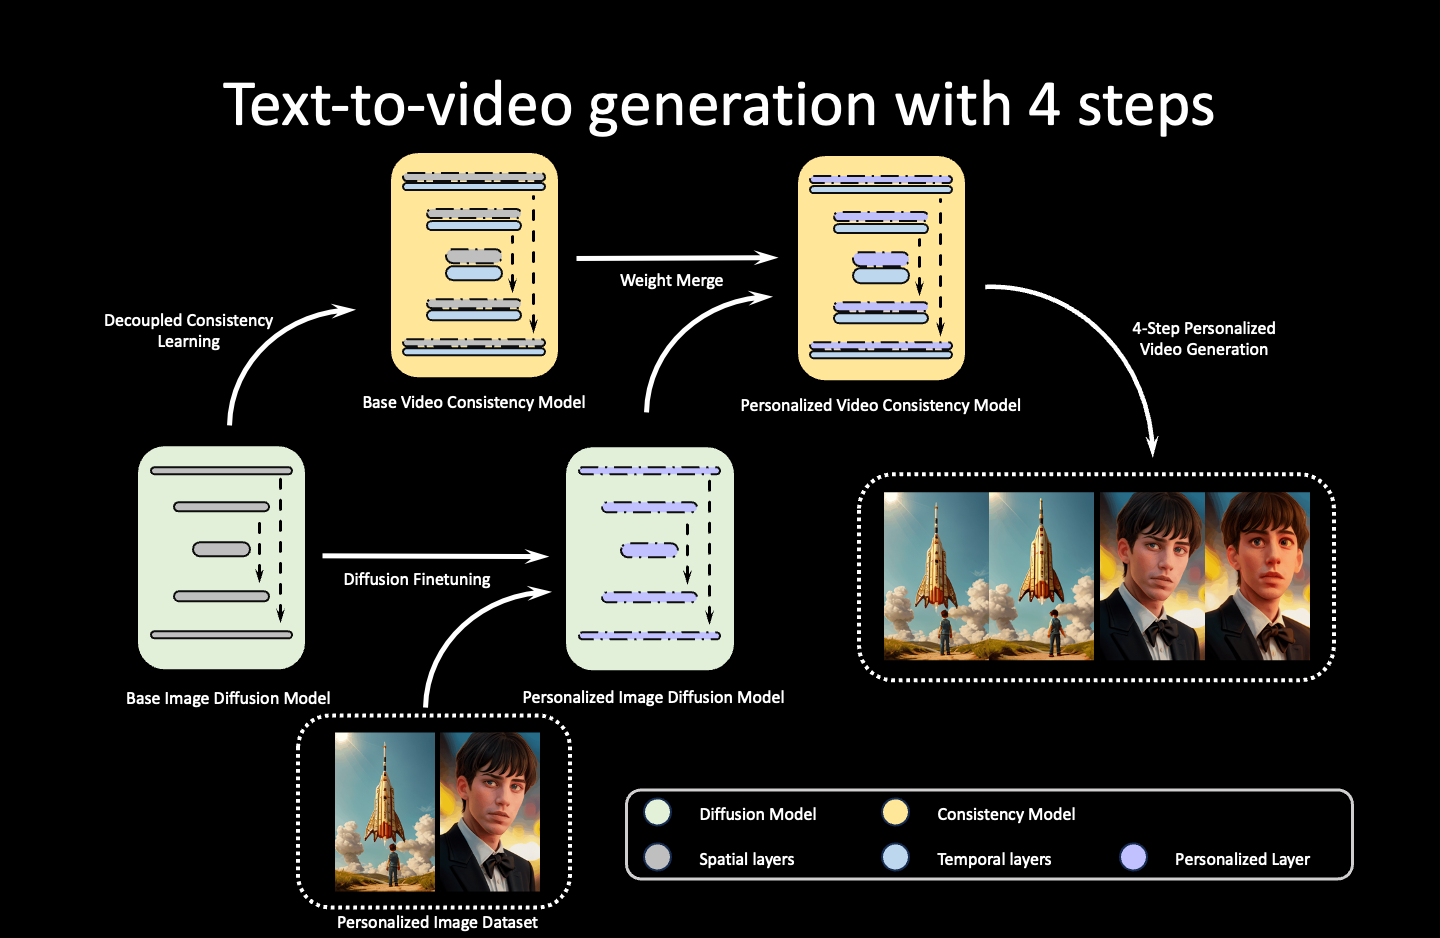 Text-to-video generation with 4 steps
Decoupled Consistency
Learning
Weight Merge
4-Step Personalized
Video Generation
Base Video Consistency Model
Personalized Video Consistency Model
Diffusion Finetuning
Base Image Diffusion Model
Personalized Image Diffusion Model
Diffusion Model
Consistency Model
Spatial layers
Temporal layers
Personalized Layer
Personalized Image Dataset